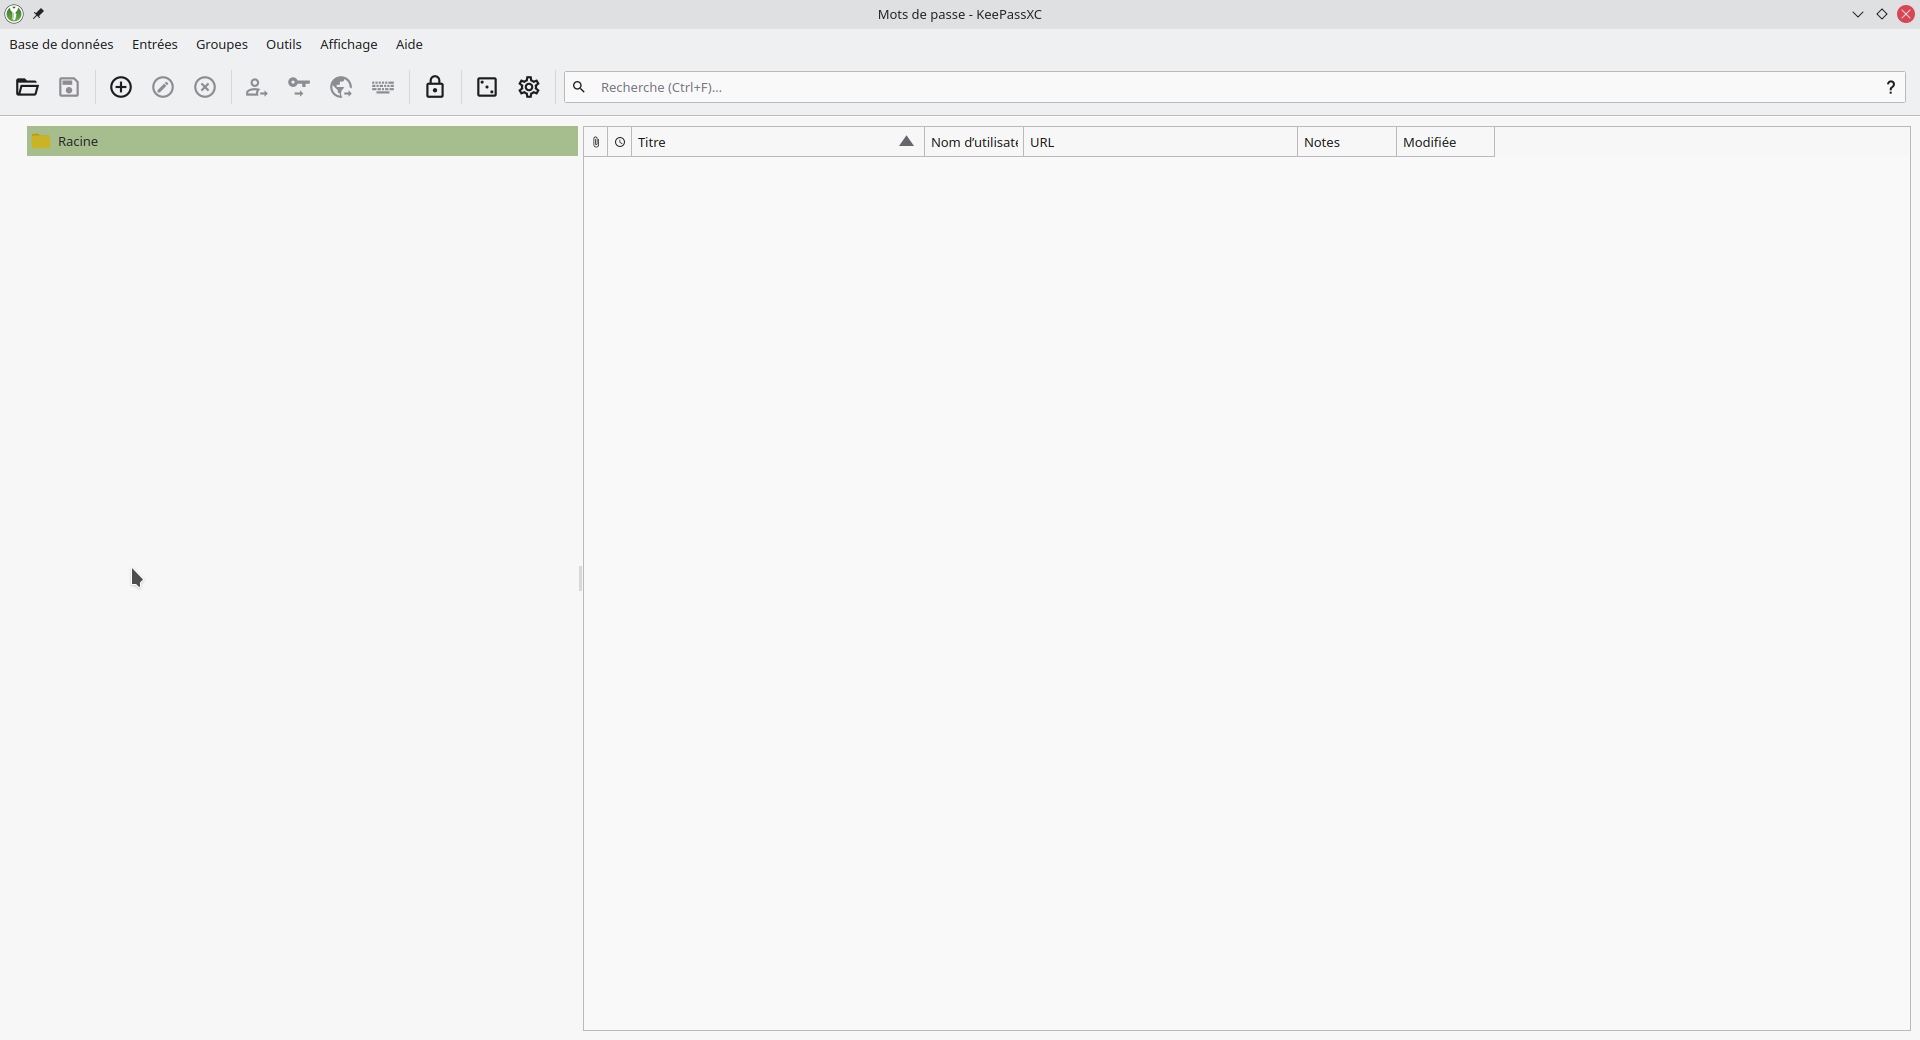 Mots de passe - KeePassXC
Base de données Entrées Groupes Outils Affichage Aide
Recherche (Ctrl+F)... ?
Racine
Titre Nom d’utilisate URL Notes Modifiée